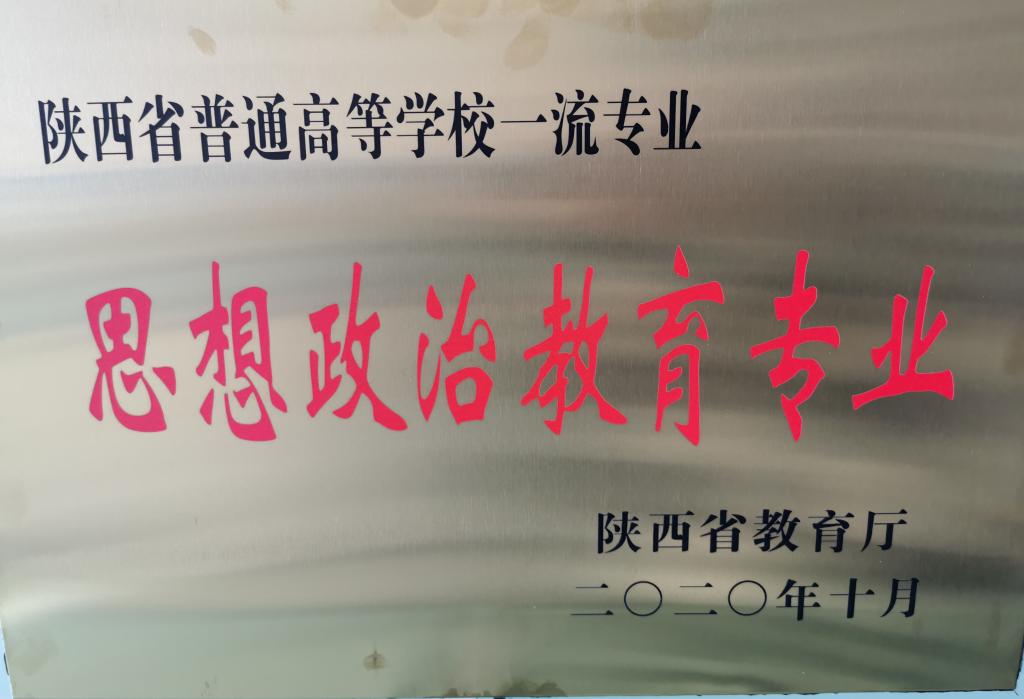 陕西省普通高等学校一流专业
思想政治教育专业
陕西省教育厅
二〇二〇年十月